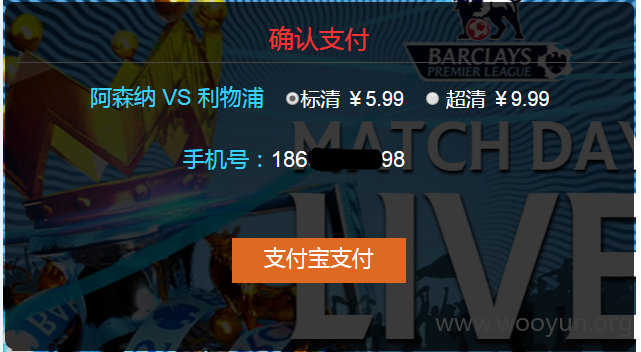 确认支付
BARCLAYS
PREMIER LEAGUE
阿森纳 VS 利物浦 标清 ￥5.99 超清 ￥9.99
MATCH DAY
手机号：186 98
LIVE
支付宝支付
www.wooyun.org